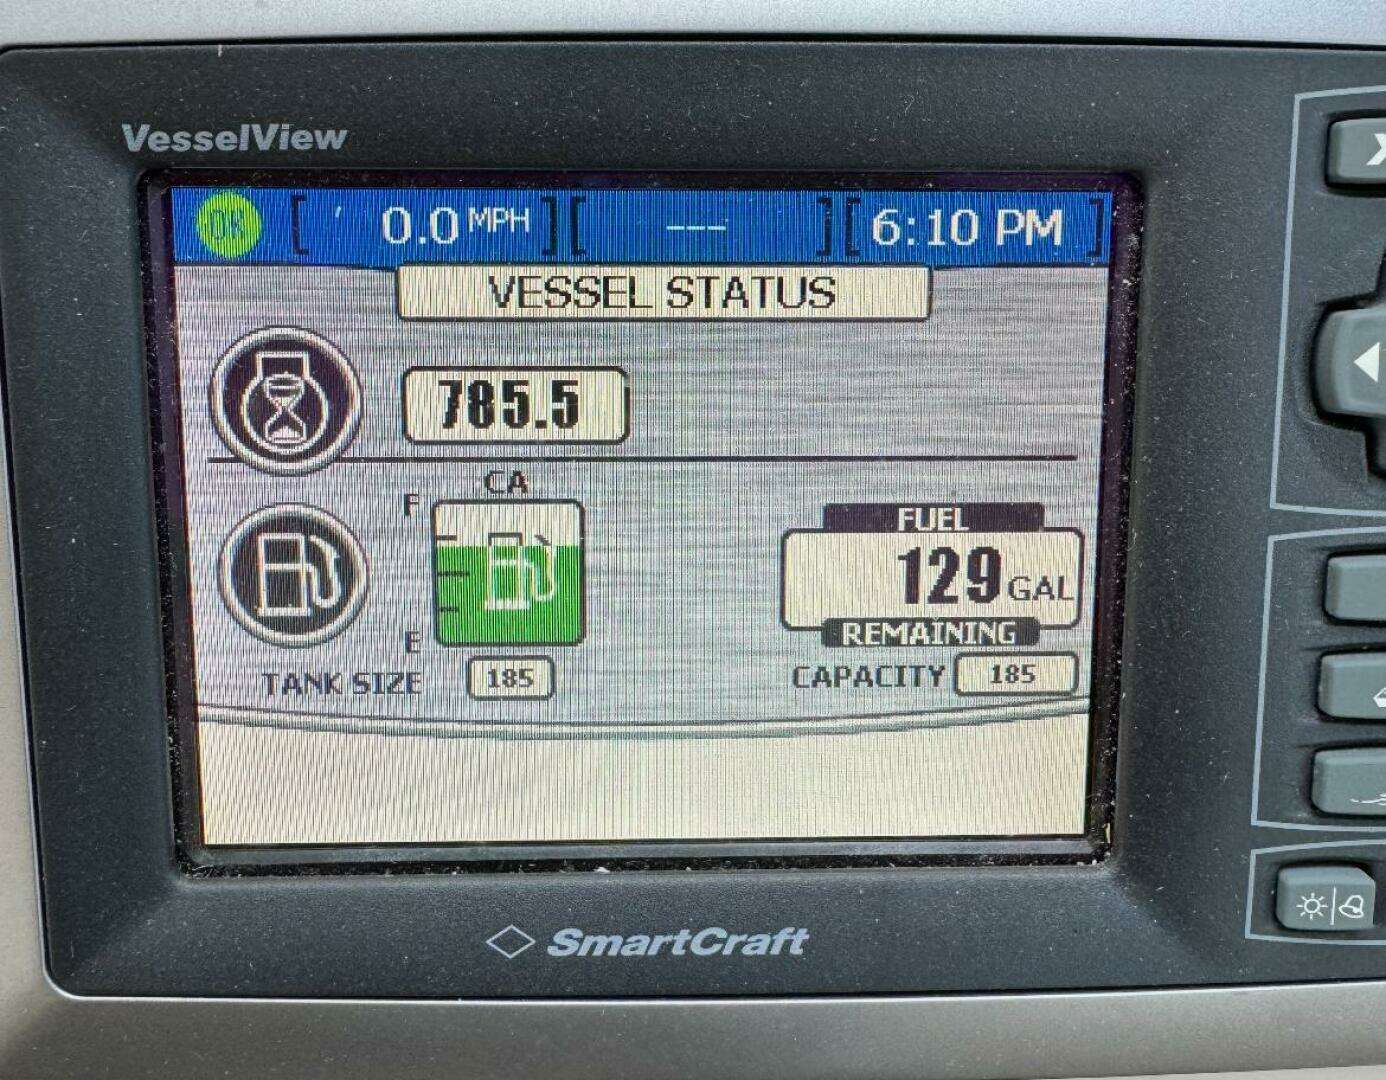 VesselView
OK [ 0.0 MPH ][ --- ][ 6:10 PM ]
VESSEL STATUS
785.5
CA
F
E
FUEL
129 GAL
REMAINING
TANK SIZE 185
CAPACITY 185
SmartCraft